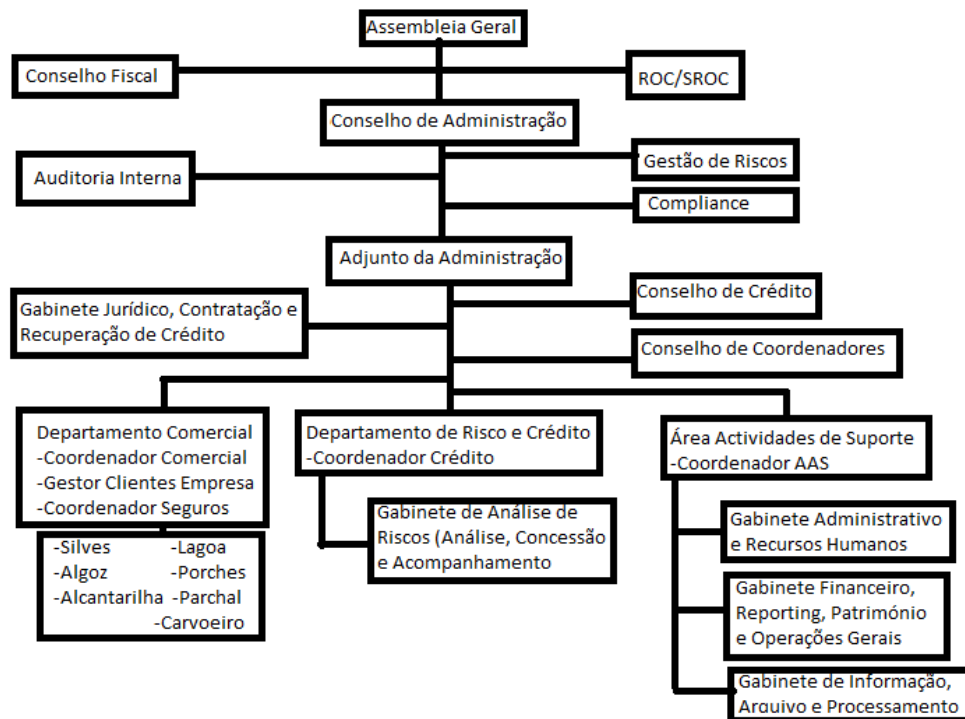 Assembleia Geral
Conselho Fiscal
ROC/SROC
Conselho de Administração
Gestão de Riscos
Auditoria Interna
Compliance
Adjunto da Administração
Conselho de Crédito
Gabinete Jurídico, Contratação e
Recuperação de Crédito
Conselho de Coordenadores
Departamento Comercial
-Coordenador Comercial
-Gestor Clientes Empresa
-Coordenador Seguros
-Silves -Lagoa
-Algoz -Porches
-Alcantarilha -Parchal
-Carvoeiro
Departamento de Risco e Crédito
-Coordenador Crédito
Gabinete de Análise de
Riscos (Análise, Concessão
e Acompanhamento
Área Actividades de Suporte
-Coordenador AAS
Gabinete Administrativo
e Recursos Humanos
Gabinete Financeiro,
Reporting, Património
e Operações Gerais
Gabinete de Informação,
Arquivo e Processamento